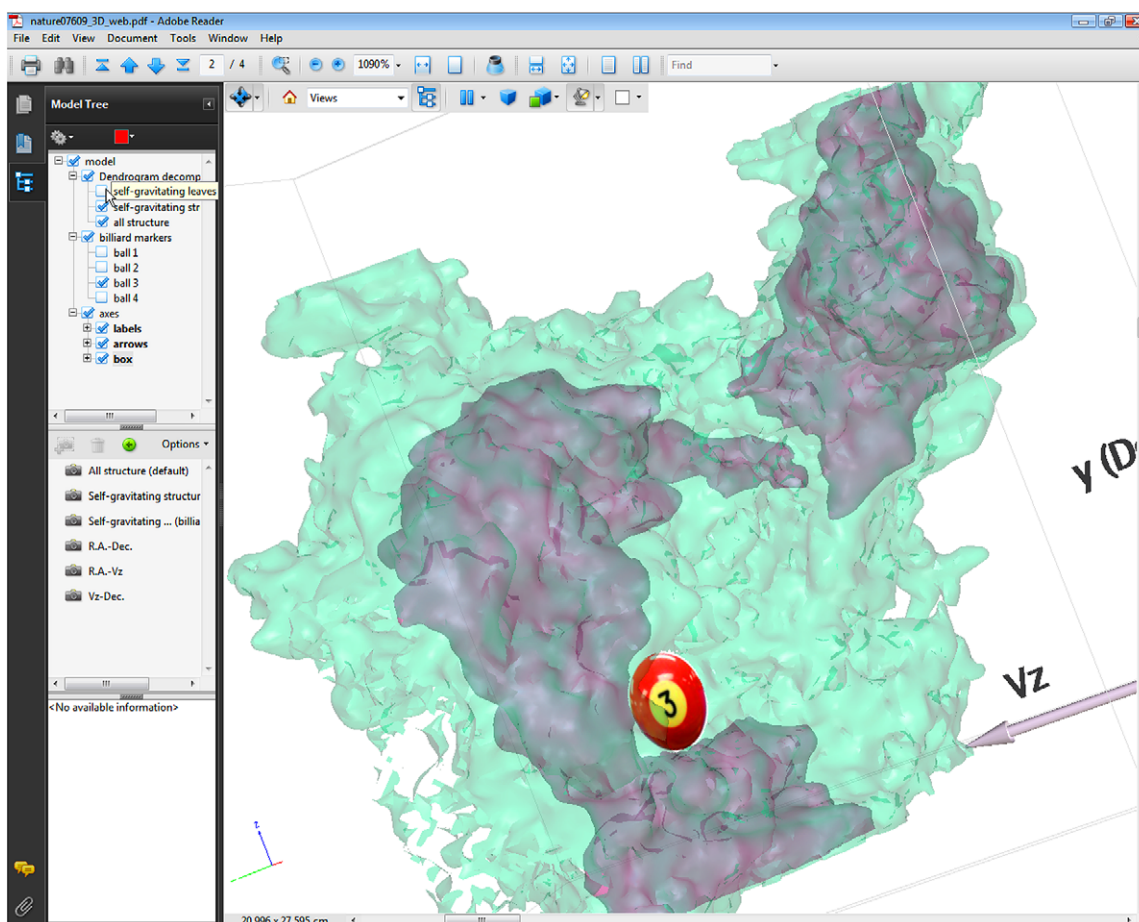 nature07609_3D_web.pdf - Adobe Reader
File Edit View Document Tools Window Help
2 / 4 1090% Find
Model Tree
Views
model
Dendrogram decomp
self-gravitating leaves
self-gravitating str
all structure
billiard markers
ball 1
ball 2
ball 3
ball 4
axes
labels
arrows
box
Options
All structure (default)
Self-gravitating structur
Self-gravitating ... (billia
R.A.-Dec.
R.A.-Vz
Vz-Dec.
<No available information>
y (De
Vz
3
z
20.996 x 27.595 cm